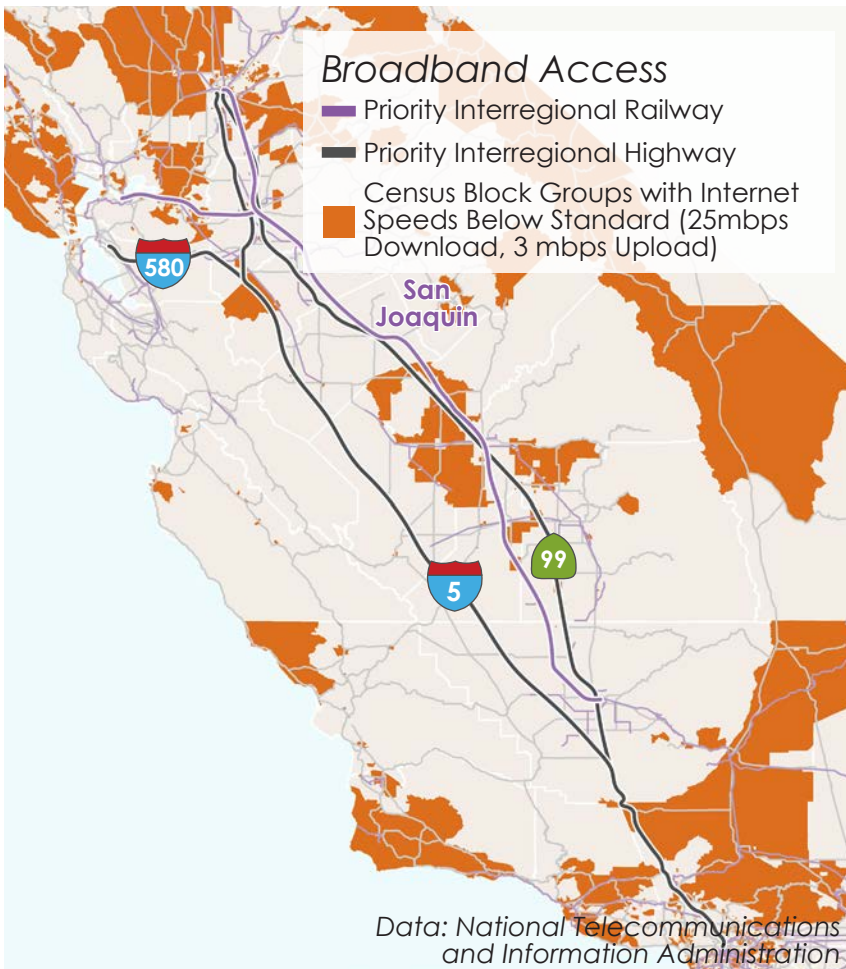 Broadband Access
Priority Interregional Railway
Priority Interregional Highway
Census Block Groups with Internet
Speeds Below Standard (25mbps
Download, 3 mbps Upload)
580
San
Joaquin
99
5
Data: National Telecommunications
and Information Administration